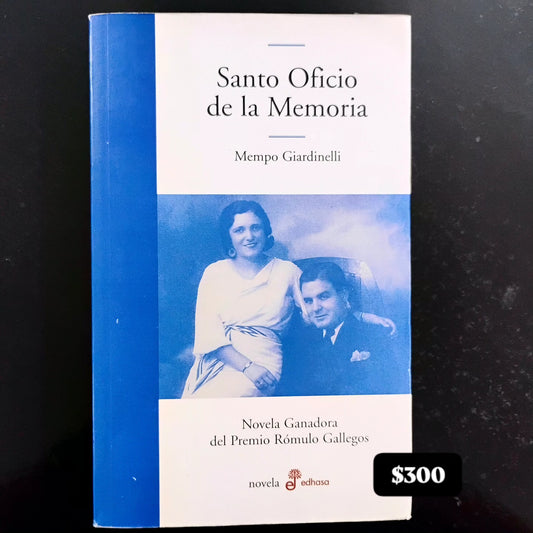 Santo Oficio
de la Memoria
Mempo Giardinelli
Novela Ganadora
del Premio Rómulo Gallegos
novela edhasa
$300